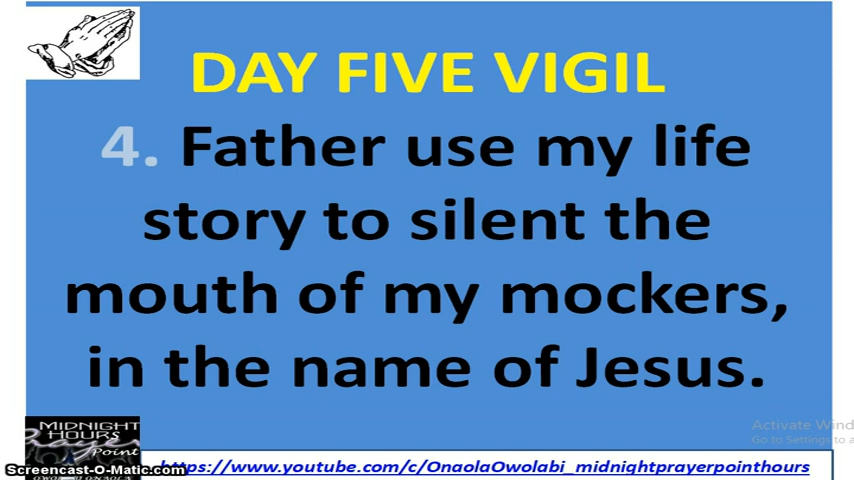 DAY FIVE VIGIL
4. Father use my life
story to silent the
mouth of my mockers,
in the name of Jesus.
MIDNIGHT
HOURS
Prayer
Point
Screencast-O-Matic.com
https://www.youtube.com/c/OnaolaOwolabi_midnightprayerpointhours
Activate Wind
Go to Settings to a